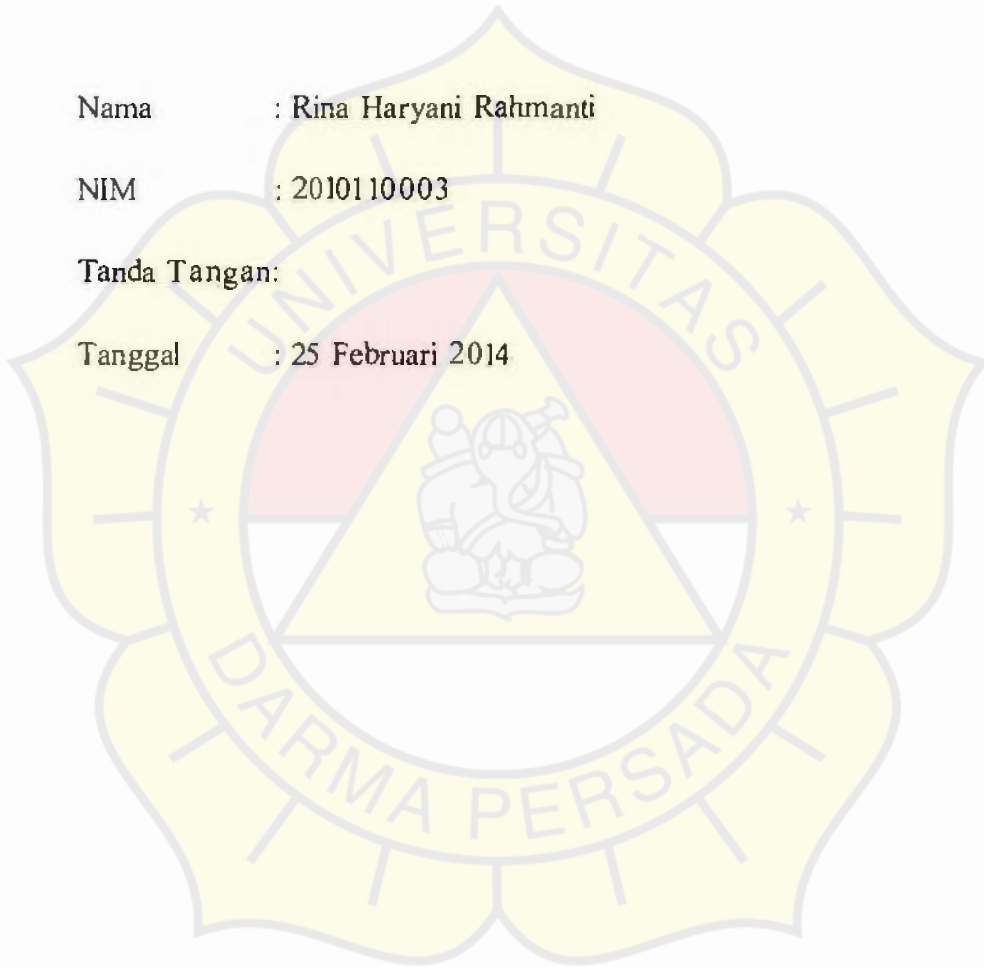 Nama : Rina Haryani Rahmanti
NIM : 2010110003
Tanda Tangan:
Tanggal : 25 Februari 2014
UNIVERSITAS
DARMA PERSADA